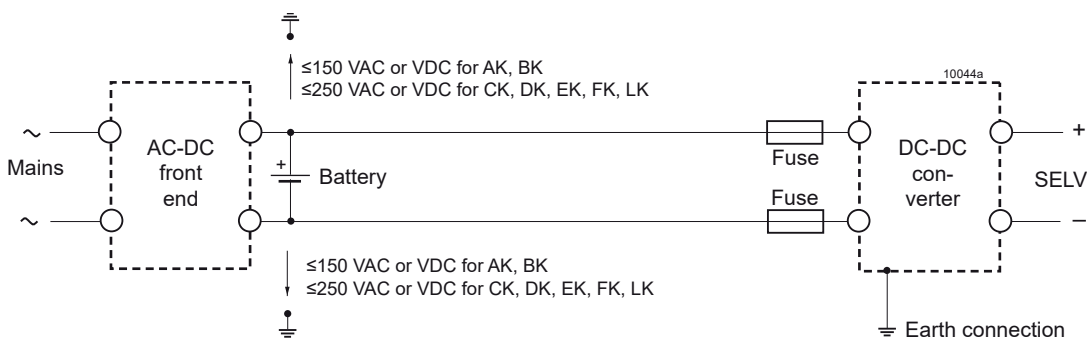 ≤150 VAC or VDC for AK, BK
≤250 VAC or VDC for CK, DK, EK, FK, LK
10044a
~
Mains
~
AC-DC
front
end
+
Battery
Fuse
Fuse
DC-DC
con-
verter
+
SELV
–
≤150 VAC or VDC for AK, BK
≤250 VAC or VDC for CK, DK, EK, FK, LK
Earth connection